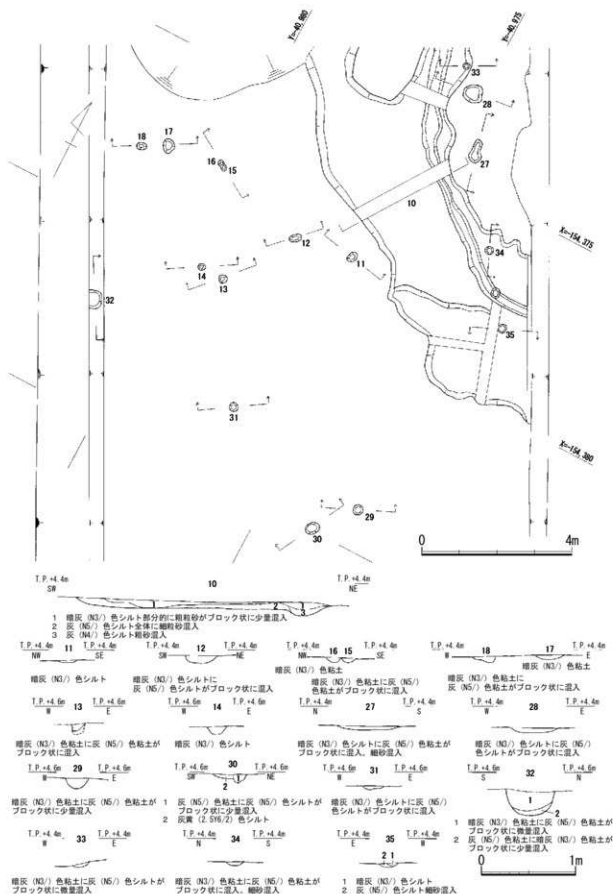 Y=-40,980
Y=-40,975
33
28
18
17
16
15
27
10
12
X=-154,375
11
34
14
13
32
35
31
X=-154,380
29
30
0
4m
T.P.+4.4m
SW
10
T.P.+4.4m
NE
1
2
1
3
1 暗灰(N3/)色シルト部分的に粗粒砂がブロック状に少量混入
2 灰(N5/)色シルト全体に細粒砂混入
3 灰(N4/)色シルト粗砂混入
T.P.+4.4m
NW
11
T.P.+4.4m
SE
暗灰(N3/)色シルト
T.P.+4.4m
SW
12
T.P.+4.4m
NE
暗灰(N3/)色シルトに
灰(N5/)色シルトがブロック状に混入
T.P.+4.4m
NW
16 15
T.P.+4.4m
SE
暗灰(N3/)色粘土
暗灰(N3/)色粘土に灰(N5/)
色粘土がブロック状に混入
T.P.+4.4m
W
18
17
T.P.+4.4m
E
暗灰(N3/)色粘土
暗灰(N3/)色粘土に
灰(N5/)色粘土がブロック状に混入
T.P.+4.6m
W
13
T.P.+4.6m
E
暗灰(N3/)色粘土に灰(N5/)色粘土が
ブロック状に混入
T.P.+4.6m
W
14
T.P.+4.6m
E
暗灰(N3/)色シルト
T.P.+4.4m
N
27
T.P.+4.4m
S
暗灰(N3/)色シルトに灰(N5/)色シルトが
ブロック状に混入。細砂混入
T.P.+4.4m
W
28
T.P.+4.4m
E
暗灰(N3/)色シルトに灰(N5/)
色シルトがブロック状に混入
T.P.+4.6m
W
29
T.P.+4.6m
E
暗灰(N3/)色粘土に灰(N5/)色粘土が
ブロック状に少量混入
T.P.+4.6m
SW
30
T.P.+4.6m
NE
2
1
1 灰(N5/)色粘土に灰(N5/)色シルトが
ブロック状に少量混入
2 灰黄(2.5Y6/2)色シルト
T.P.+4.6m
W
31
T.P.+4.6m
E
暗灰(N3/)色シルトに灰(N5/)
色シルトがブロック状に混入
T.P.+4.6m
S
32
T.P.+4.6m
N
1
2
1 暗灰(N3/)色粘土に灰(N5/)色粘土が
ブロック状に微量混入
2 灰(N5/)色粘土に暗灰(N3/)色粘土が
ブロック状に少量混入
T.P.+4.4m
W
33
T.P.+4.4m
E
暗灰(N3/)色粘土に灰(N5/)色シルトが
ブロック状に微量混入
T.P.+4.4m
N
34
T.P.+4.4m
S
暗灰(N3/)色粘土に灰(N5/)色粘土が
ブロック状に混入。細砂混入
T.P.+4.4m
E
35
T.P.+4.4m
W
2 1
1 暗灰(N3/)色シルト
2 灰(N5/)色シルト細砂混入
0
1m